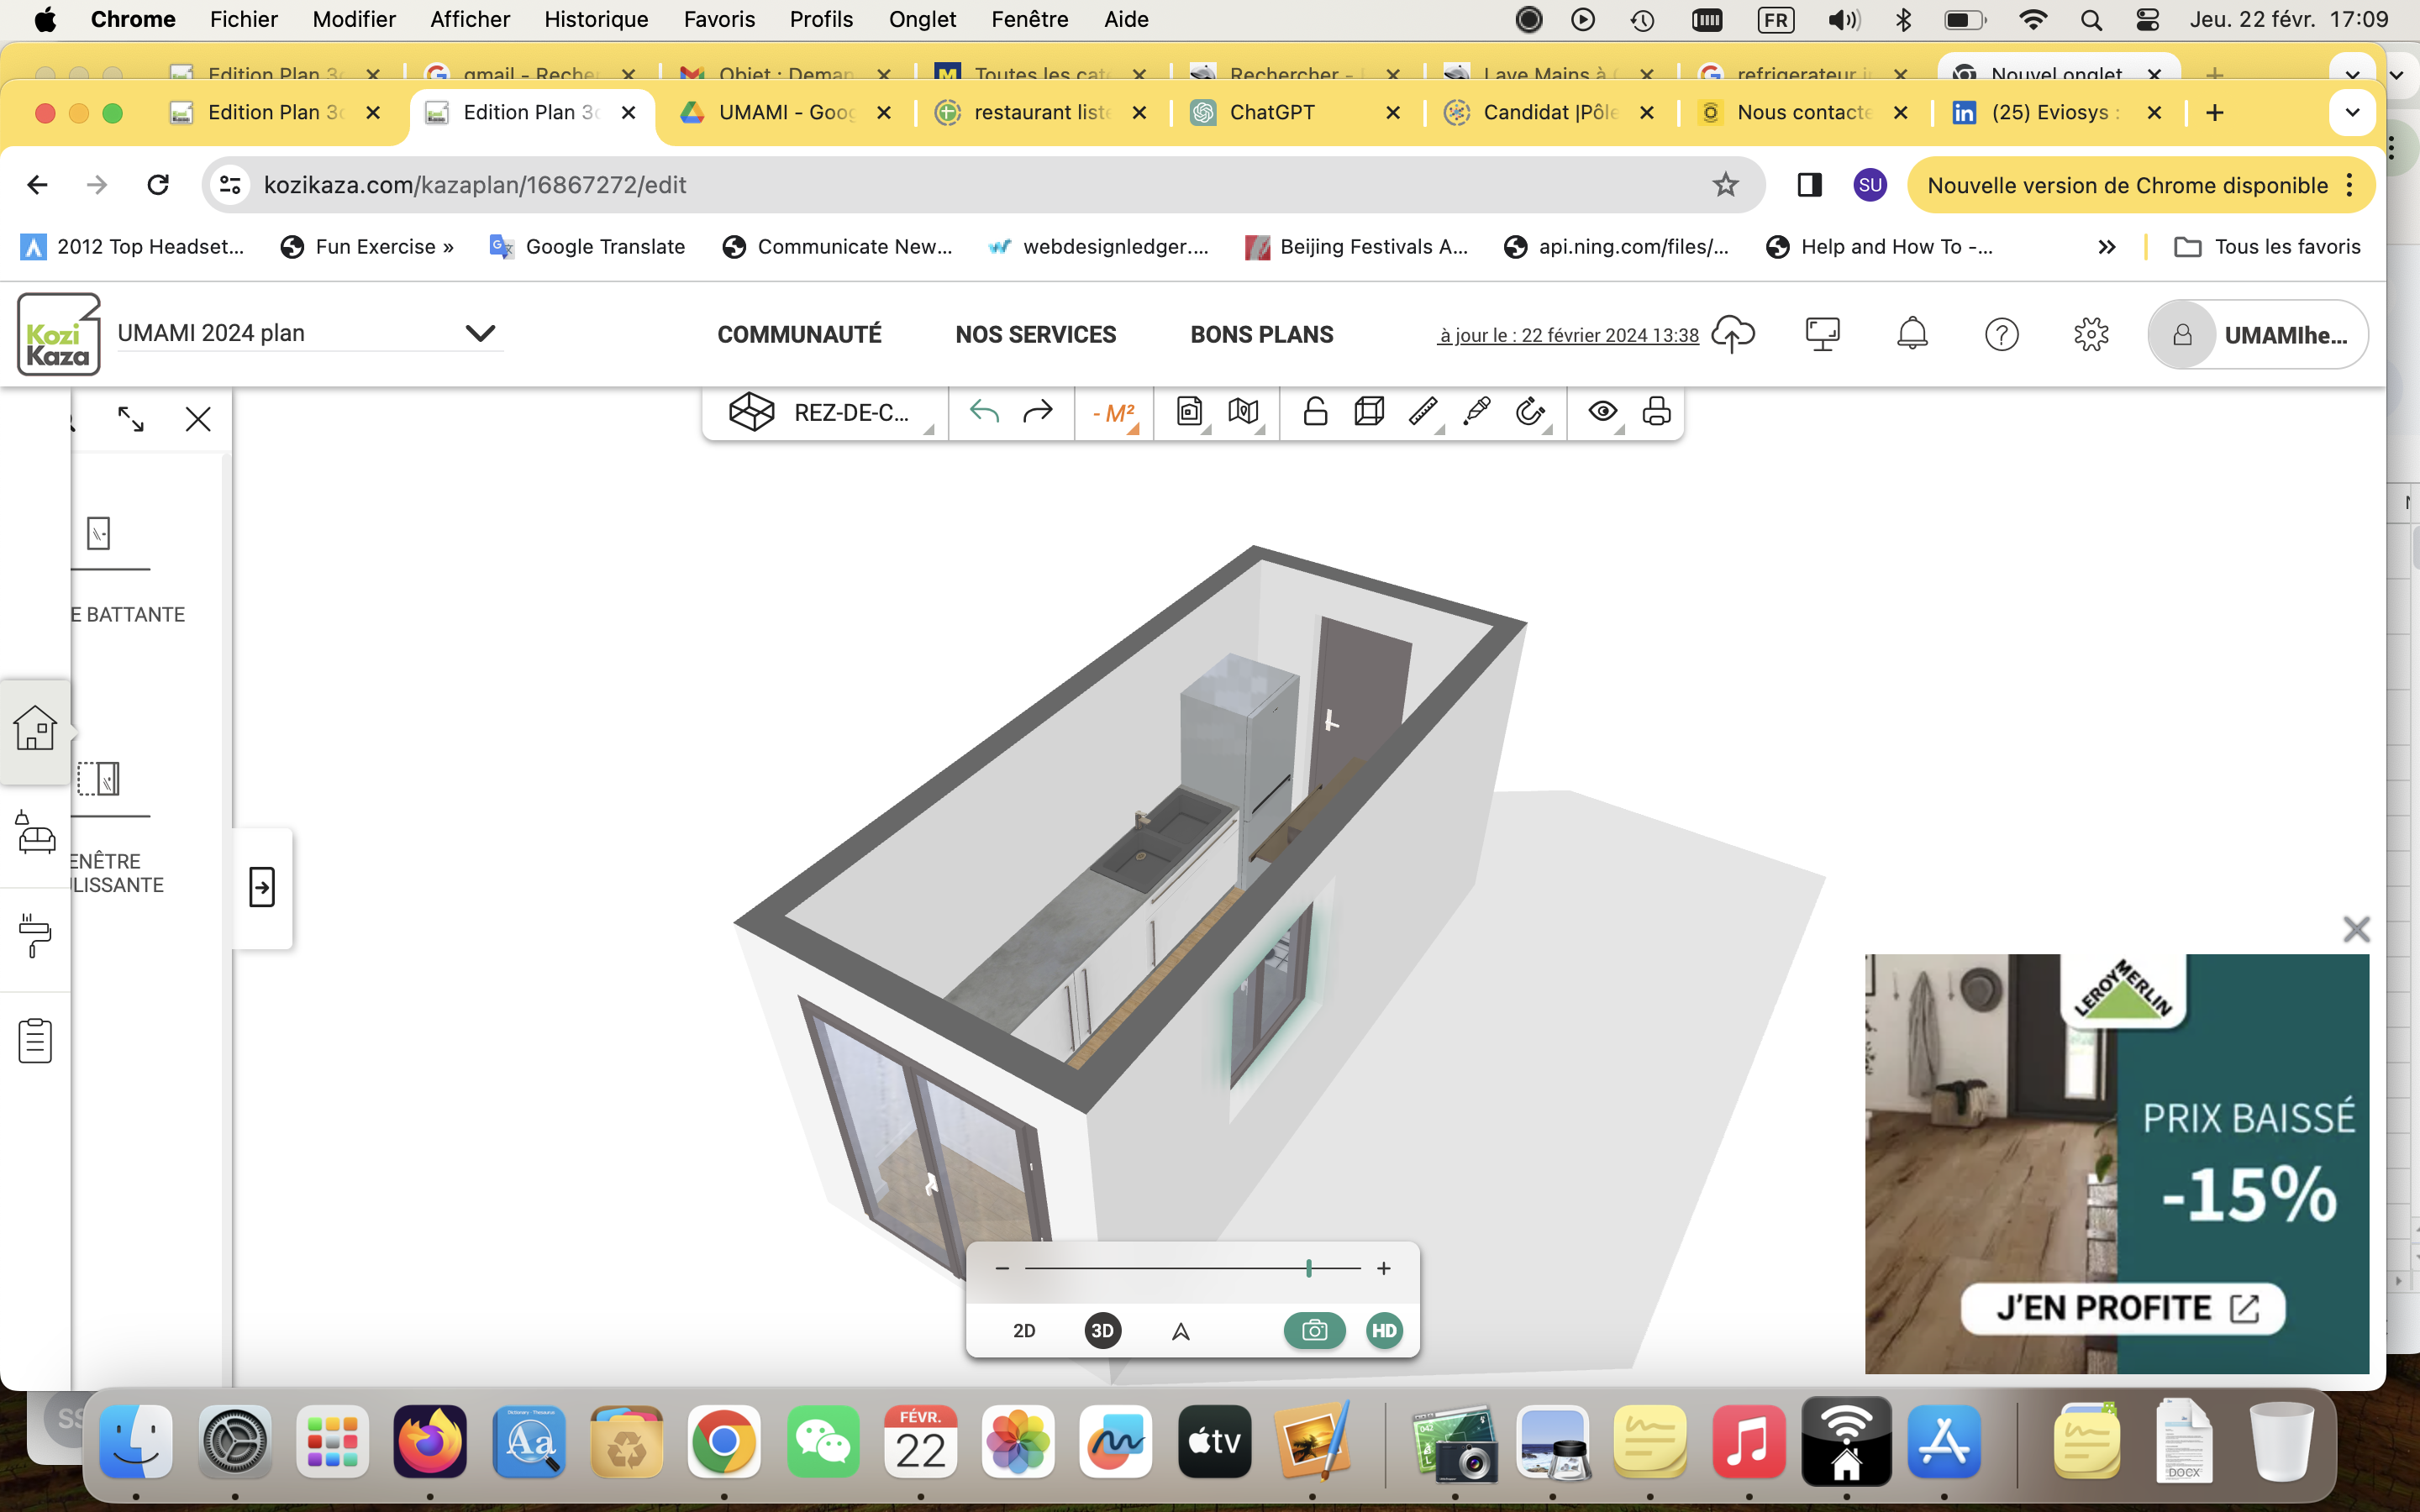 Chrome Fichier Modifier Afficher Historique Favoris Profils Onglet Fenêtre Aide FR Jeu. 22 févr. 17:09
Edition Plan 3d gmail - Reche Objet : Deman Toutes les cat Rechercher - Lave Mains à refrigerateur Nouvel onglet
Edition Plan 3d Edition Plan 3d UMAMI - Goog restaurant liste ChatGPT Candidat |Pôle Nous contacte (25) Eviosys :
kozikaza.com/kazaplan/16867272/edit SU Nouvelle version de Chrome disponible
2012 Top Headset... Fun Exercise » Google Translate Communicate New... webdesignledger.... Beijing Festivals A... api.ning.com/files/... Help and How To -... » Tous les favoris
Kozi
Kaza
UMAMI 2024 plan COMMUNAUTÉ NOS SERVICES BONS PLANS à jour le : 22 février 2024 13:38 UMAMIhe...
REZ-DE-C... - M²
E BATTANTE
ENÊTRE
LISSANTE
LEROY MERLIN
PRIX BAISSÉ
-15%
J'EN PROFITE
2D 3D HD
SS
FÉVR.
22
Aa
tv
DOCX